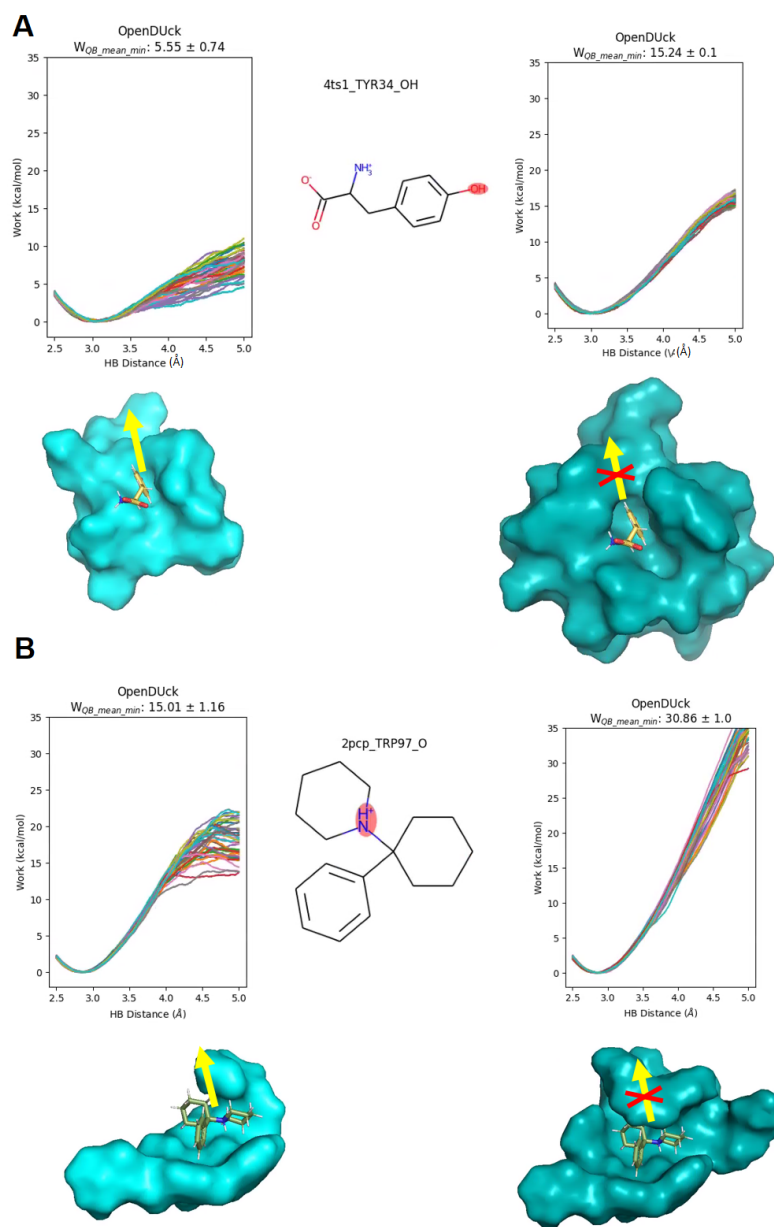 A
OpenDUck
W_QB_mean_min: 5.55 ± 0.74
35
30
25
20
15
10
5
0
Work (kcal/mol)
2.5 3.0 3.5 4.0 4.5 5.0
HB Distance (Å)
4ts1_TYR34_OH
O⁻
O
NH₃⁺
OH
OpenDUck
W_QB_mean_min: 15.24 ± 0.1
35
30
25
20
15
10
5
0
Work (kcal/mol)
2.5 3.0 3.5 4.0 4.5 5.0
HB Distance (\/(Å)
B
OpenDUck
W_QB_mean_min: 15.01 ± 1.16
35
30
25
20
15
10
5
0
Work (kcal/mol)
2.5 3.0 3.5 4.0 4.5 5.0
HB Distance (Å)
2pcp_TRP97_O
H⁺
N
OpenDUck
W_QB_mean_min: 30.86 ± 1.0
35
30
25
20
15
10
5
0
Work (kcal/mol)
2.5 3.0 3.5 4.0 4.5 5.0
HB Distance (Å)